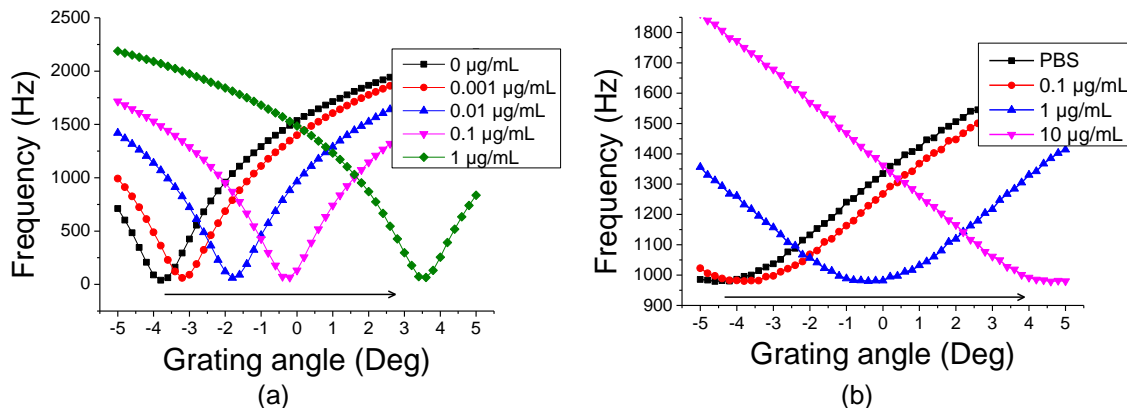 2500
2000
1500
1000
500
0
Frequency (Hz)
0 µg/mL
0.001 µg/mL
0.01 µg/mL
0.1 µg/mL
1 µg/mL
-5 -4 -3 -2 -1 0 1 2 3 4 5
Grating angle (Deg)
(a)
1800
1700
1600
1500
1400
1300
1200
1100
1000
900
Frequency (Hz)
PBS
0.1 µg/mL
1 µg/mL
10 µg/mL
-5 -4 -3 -2 -1 0 1 2 3 4 5
Grating angle (Deg)
(b)